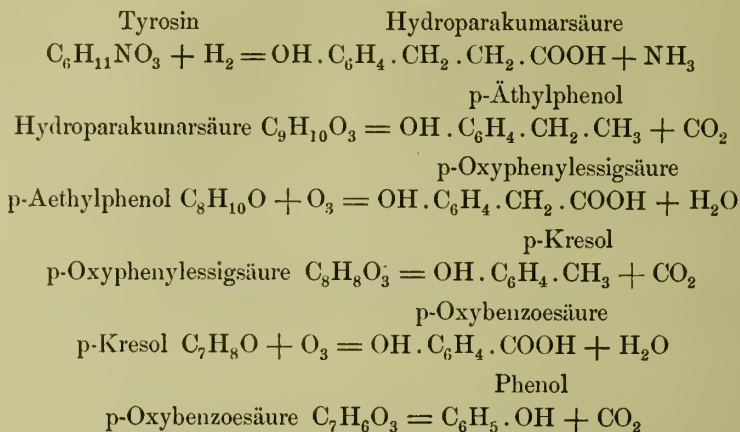 Tyrosin Hydroparakumarsäure
C₆H₁₁NO₃ + H₂ = OH . C₆H₄ . CH₂ . CH₂ . COOH + NH₃
p-Äthylphenol
Hydroparakumarsäure C₉H₁₀O₃ = OH . C₆H₄ . CH₂ . CH₃ + CO₂
p-Oxyphenylessigsäure
p-Aethylphenol C₈H₁₀O + O₃ = OH . C₆H₄ . CH₂ . COOH + H₂O
p-Kresol
p-Oxyphenylessigsäure C₈H₈O₃ = OH . C₆H₄ . CH₃ + CO₂
p-Oxybenzoesäure
p-Kresol C₇H₈O + O₃ = OH . C₆H₄ . COOH + H₂O
Phenol
p-Oxybenzoesäure C₇H₆O₃ = C₆H₅ . OH + CO₂